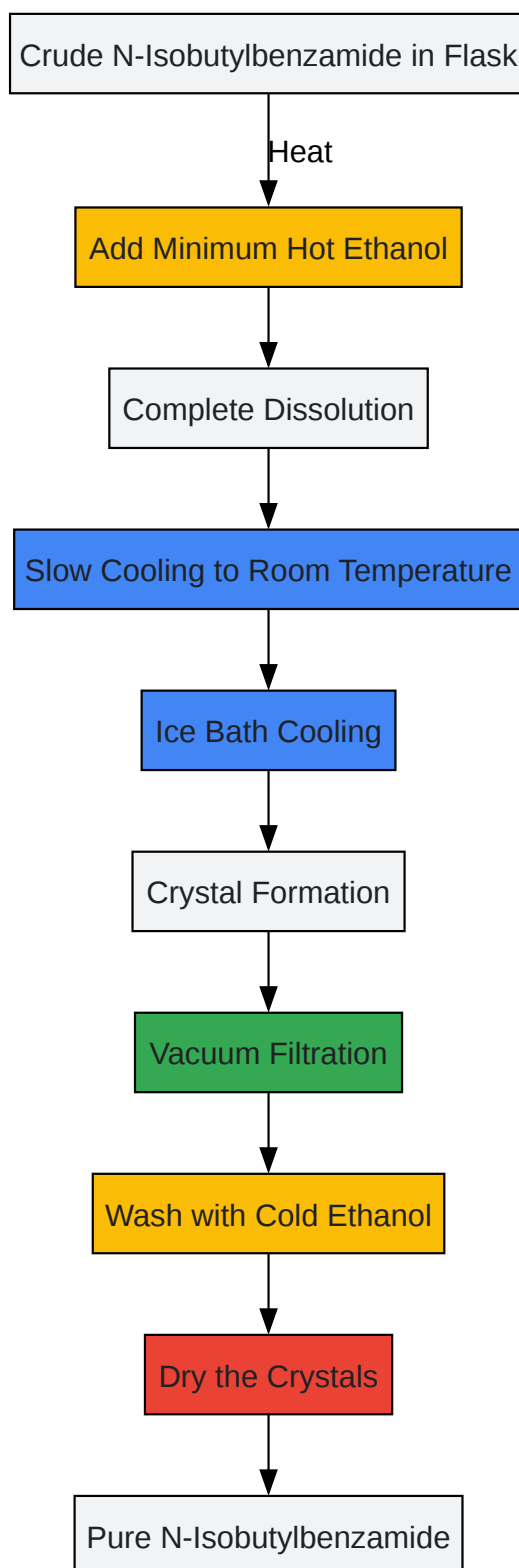 Crude N-Isobutylbenzamide in Flask
Heat
Add Minimum Hot Ethanol
Complete Dissolution
Slow Cooling to Room Temperature
Ice Bath Cooling
Crystal Formation
Vacuum Filtration
Wash with Cold Ethanol
Dry the Crystals
Pure N-Isobutylbenzamide